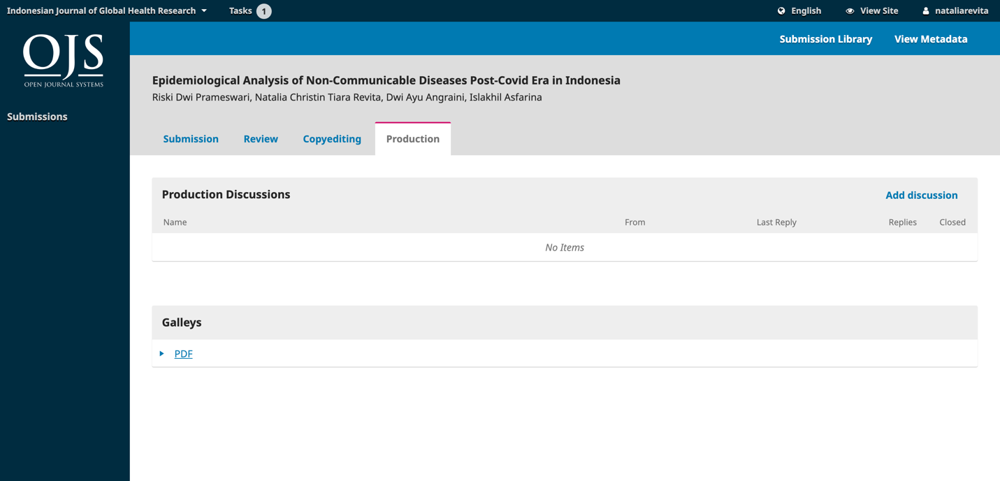 Indonesian Journal of Global Health Research Tasks 1 English View Site nataliarevita
OJS
OPEN JOURNAL SYSTEMS
Submissions
Submission Library View Metadata
Epidemiological Analysis of Non-Communicable Diseases Post-Covid Era in Indonesia
Riski Dwi Prameswari, Natalia Christin Tiara Revita, Dwi Ayu Angraini, Islakhil Asfarina
Submission Review Copyediting Production
Production Discussions Add discussion
Name From Last Reply Replies Closed
No Items
Galleys
PDF